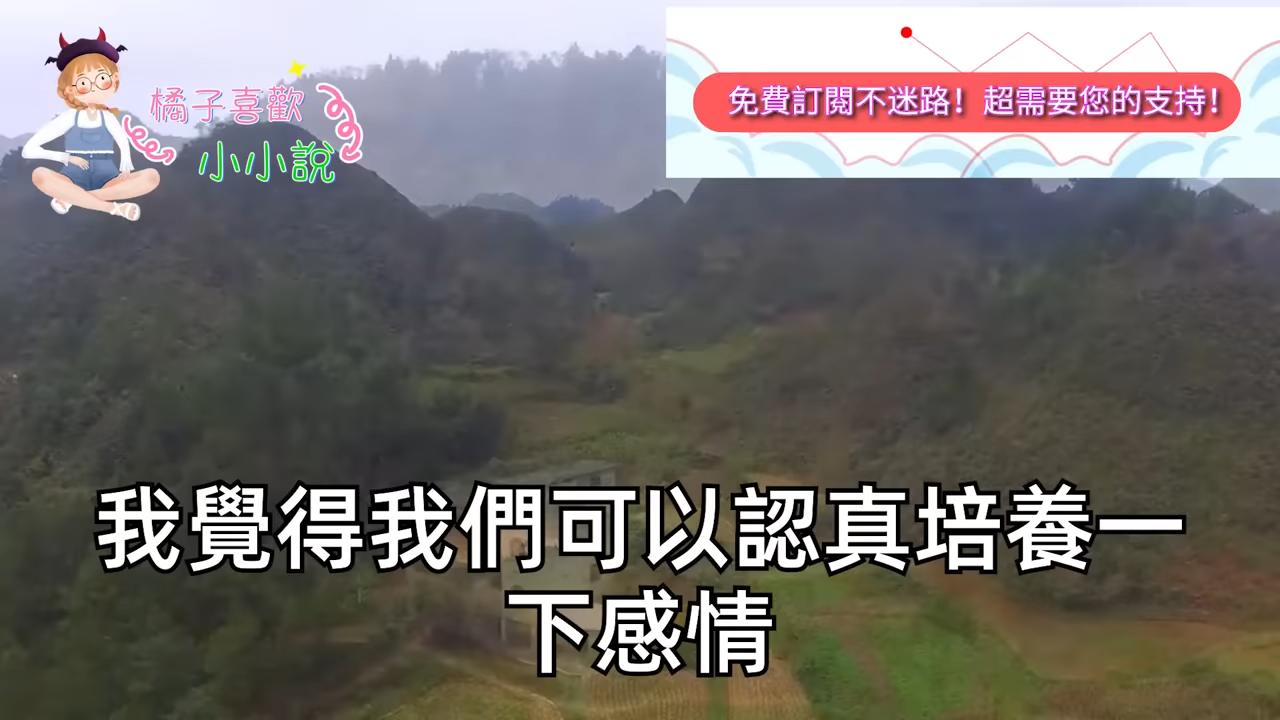 橘子喜歡
小小說
免費訂閱不迷路！超需要您的支持！
我覺得我們可以認真培養一
下感情